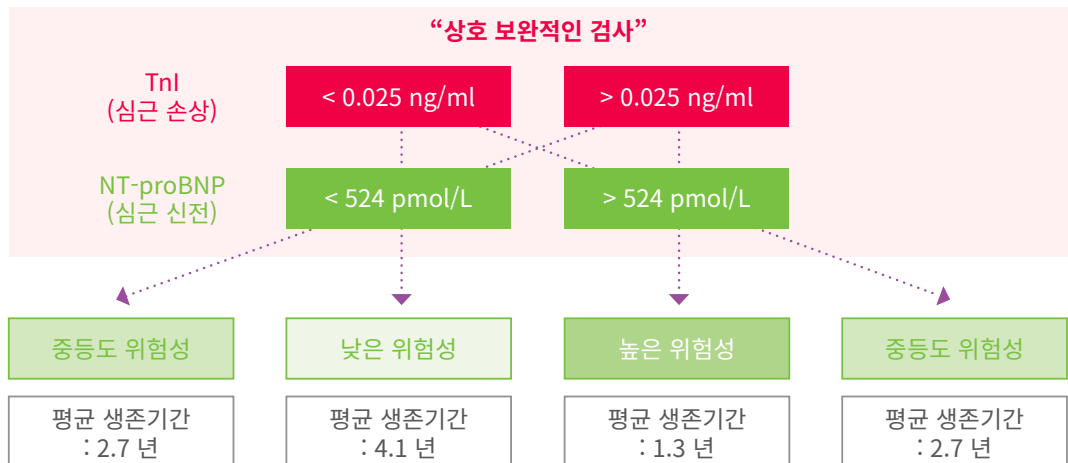 “상호 보완적인 검사”
TnI
(심근 손상)
< 0.025 ng/ml
> 0.025 ng/ml
NT-proBNP
(심근 신전)
< 524 pmol/L
> 524 pmol/L
중등도 위험성
낮은 위험성
높은 위험성
중등도 위험성
평균 생존기간
: 2.7 년
평균 생존기간
: 4.1 년
평균 생존기간
: 1.3 년
평균 생존기간
: 2.7 년